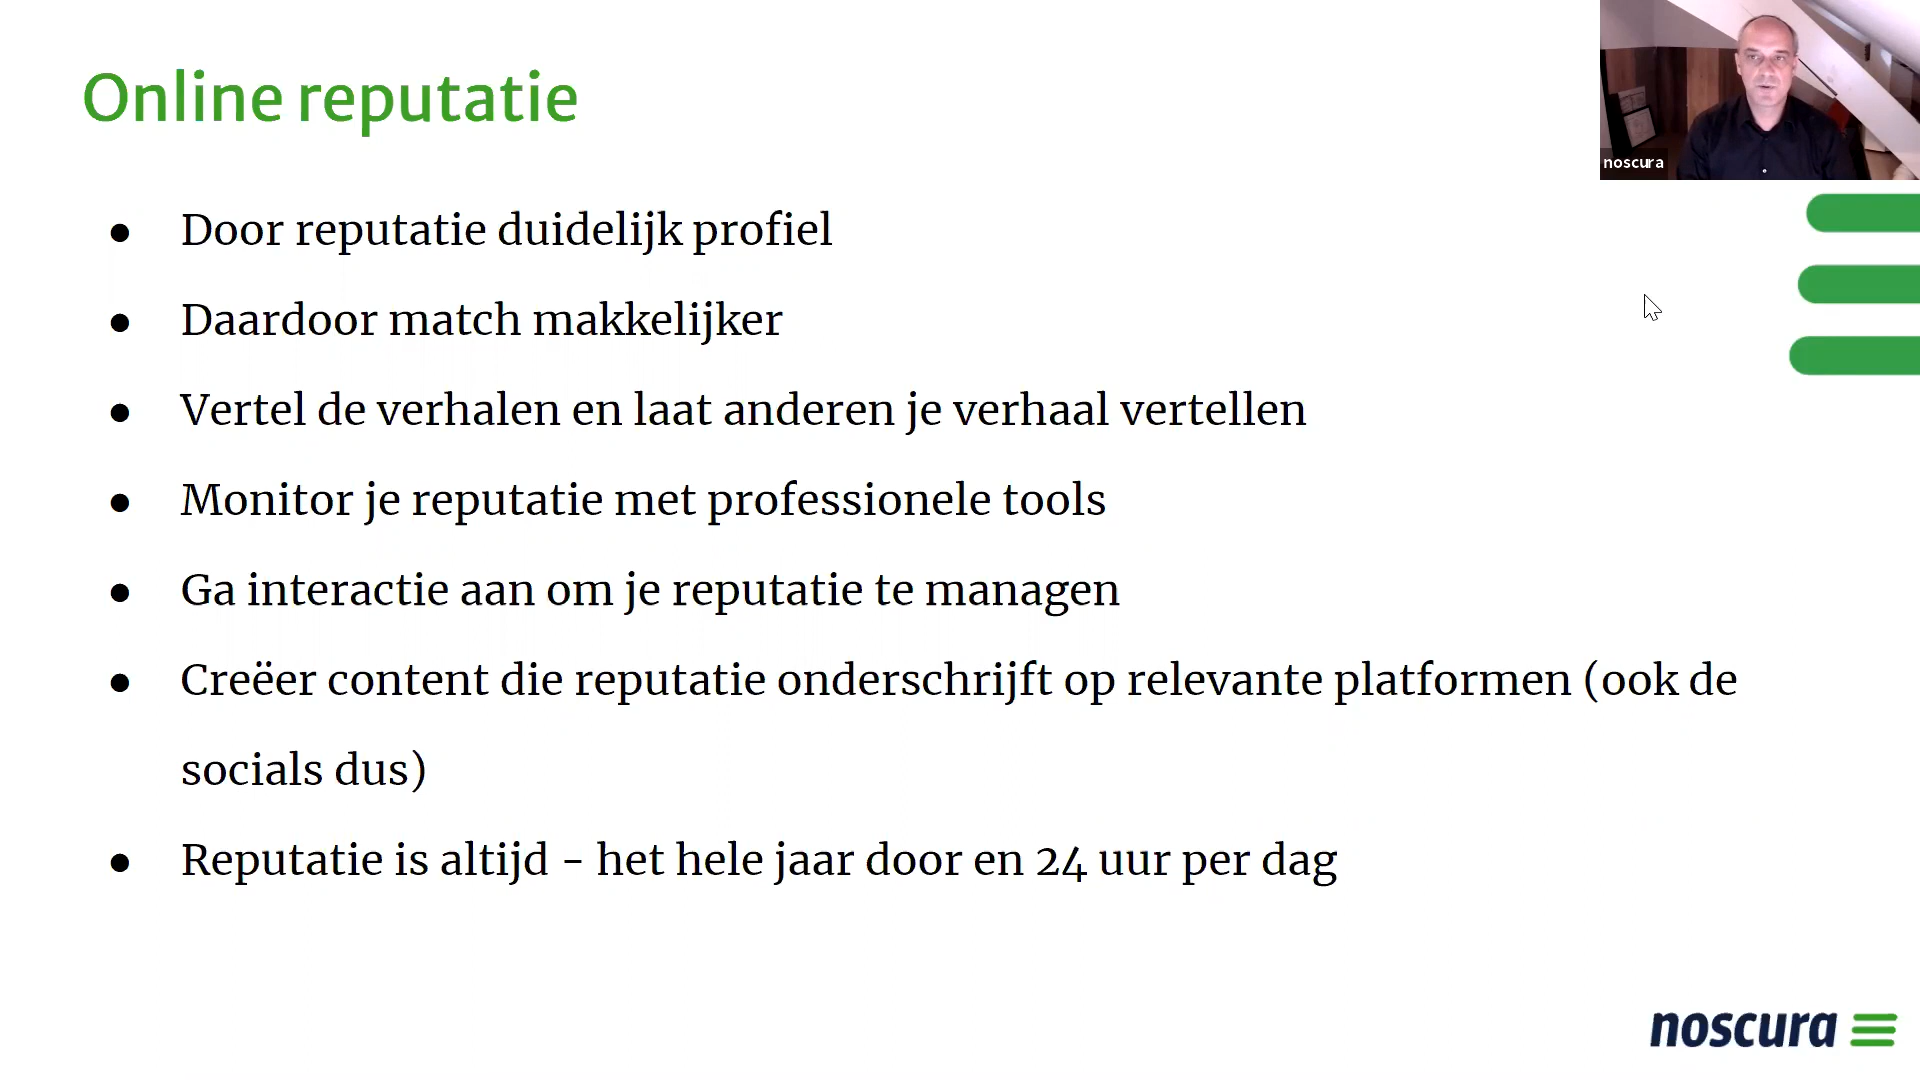 Online reputatie
noscura
● Door reputatie duidelijk profiel
● Daardoor match makkelijker
● Vertel de verhalen en laat anderen je verhaal vertellen
● Monitor je reputatie met professionele tools
● Ga interactie aan om je reputatie te managen
● Creëer content die reputatie onderschrijft op relevante platformen (ook de
socials dus)
● Reputatie is altijd - het hele jaar door en 24 uur per dag
noscura